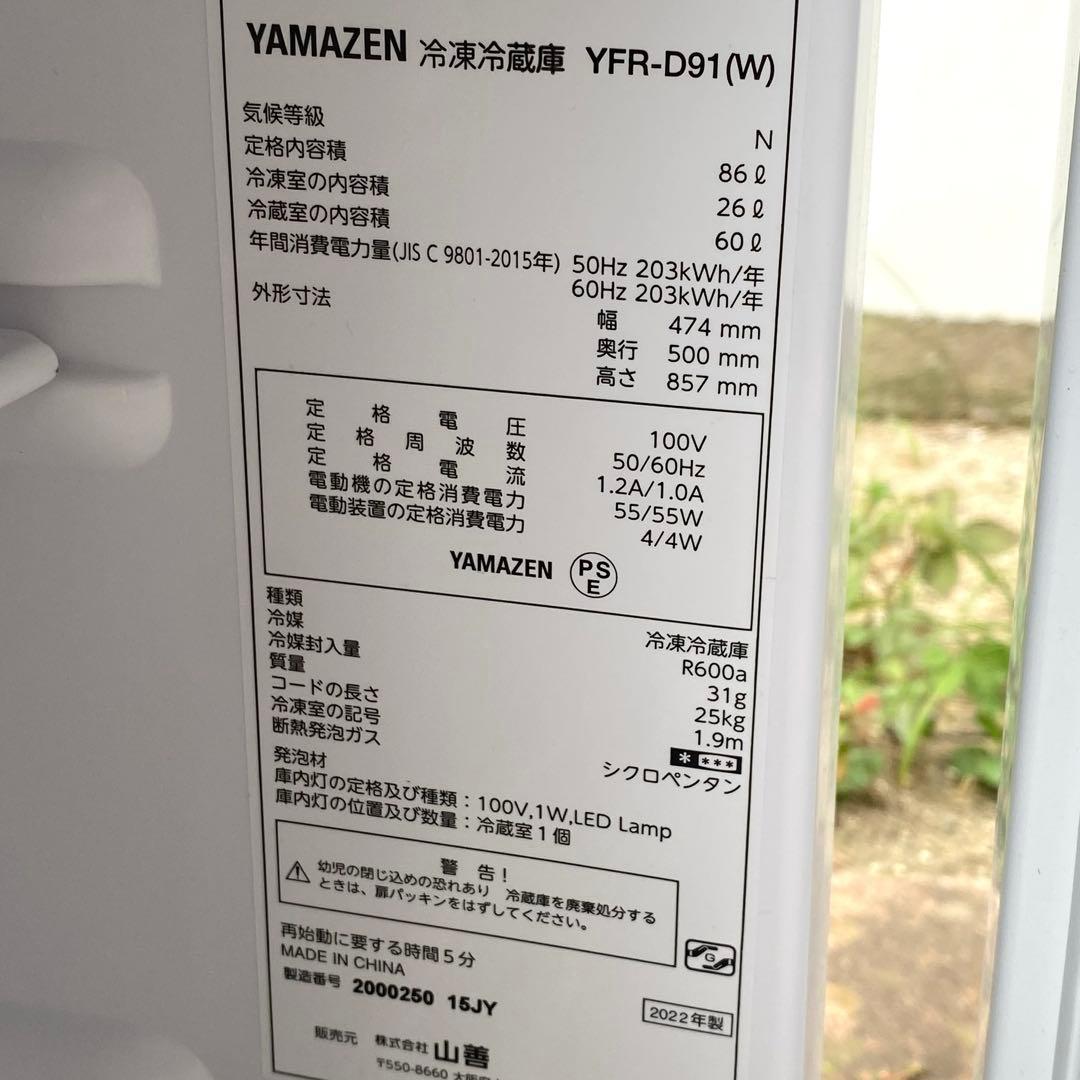 YAMAZEN 冷凍冷蔵庫 YFR-D91(W)
気候等級 N
定格内容積 86ℓ
冷凍室の内容積 26ℓ
冷蔵室の内容積 60ℓ
年間消費電力量(JIS C 9801-2015年) 50Hz 203kWh/年
60Hz 203kWh/年
外形寸法 幅 474 mm
奥行 500 mm
高さ 857 mm
定格電圧 100V
定格周波数 50/60Hz
定格電流 1.2A/1.0A
電動機の定格消費電力 55/55W
電動装置の定格消費電力 4/4W
YAMAZEN PSE
種類 冷凍冷蔵庫
冷媒 R600a
冷媒封入量 31g
質量 25kg
コードの長さ 1.9m
冷凍室の記号 * ***
断熱発泡ガス シクロペンタン
発泡材
庫内灯の定格及び種類:100V,1W,LED Lamp
庫内灯の位置及び数量:冷蔵室1個
警告!
幼児の閉じ込めの恐れあり 冷蔵庫を廃棄処分する
ときは、扉パッキンをはずしてください。
再始動に要する時間5分
MADE IN CHINA
G
製造番号 2000250 15JY
2022年製
販売元 株式会社 山善
〒550-8660 大阪